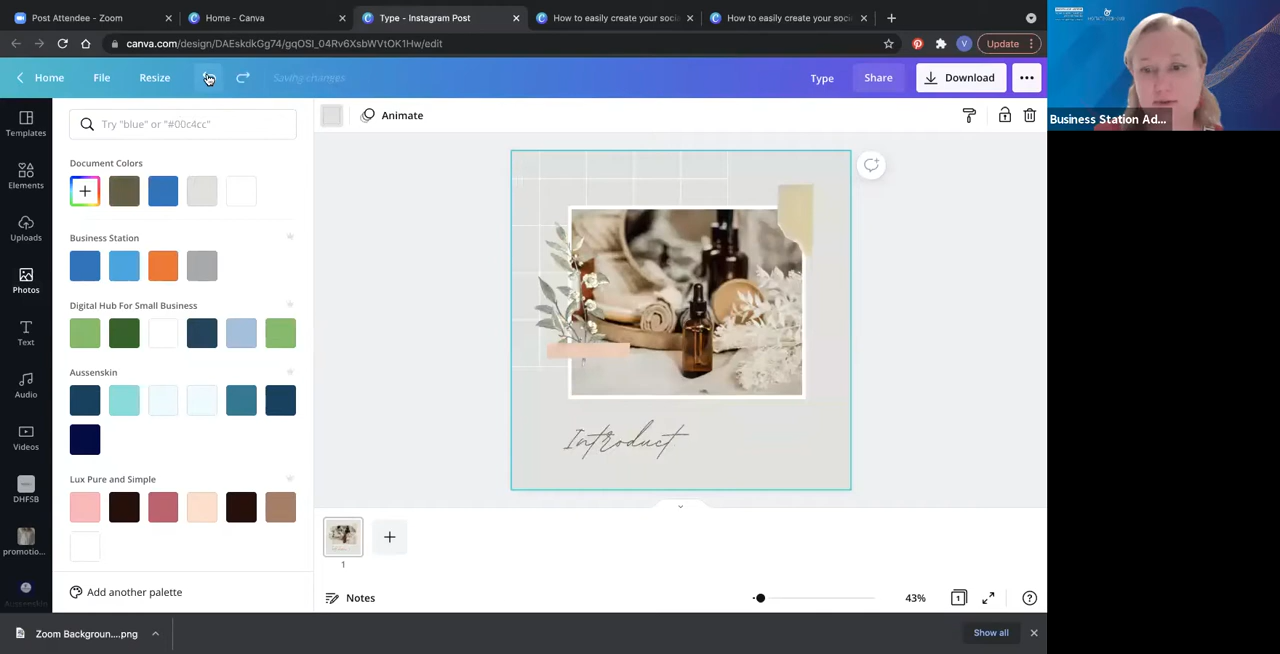 Post Attendee - Zoom
Home - Canva
Type - Instagram Post
How to easily create your soci
How to easily create your soci
canva.com/design/DAEskdkGg74/gqOSI_04Rv6XsbWVtOK1Hw/edit
V
Update
Home
File
Resize
Saving changes
Type
Share
Download
Business Station Ad...
Templates
Elements
Uploads
Photos
Text
Audio
Videos
DHFSB
promotio...
Aussenskin
Try "blue" or "#00c4cc"
Document Colors
Business Station
Digital Hub For Small Business
Aussenskin
Lux Pure and Simple
Add another palette
Animate
Introduct
1
Notes
43%
1
Zoom Backgroun....png
Show all